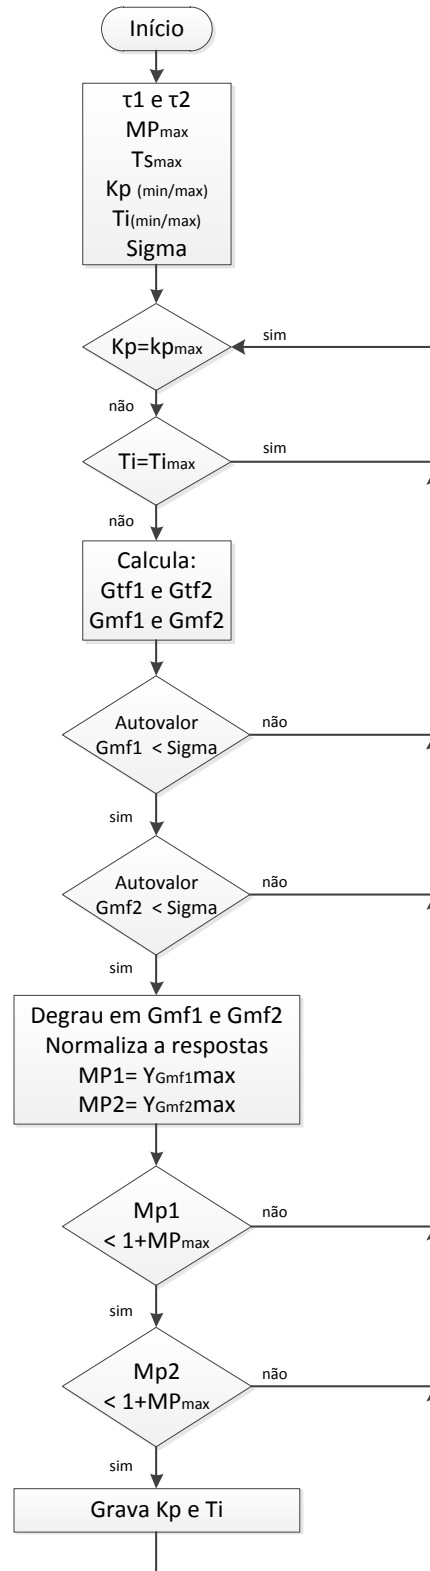 Início
τ1 e τ2
MPmax
Tsmax
Kp (min/max)
Ti(min/max)
Sigma
Kp=kpmax
sim
não
Ti=Timax
sim
não
Calcula:
Gtf1 e Gtf2
Gmf1 e Gmf2
Autovalor
Gmf1 < Sigma
não
sim
Autovalor
Gmf2 < Sigma
não
sim
Degrau em Gmf1 e Gmf2
Normaliza a respostas
MP1= YGmf1max
MP2= YGmf2max
Mp1
< 1+MPmax
não
sim
Mp2
< 1+MPmax
não
sim
Grava Kp e Ti